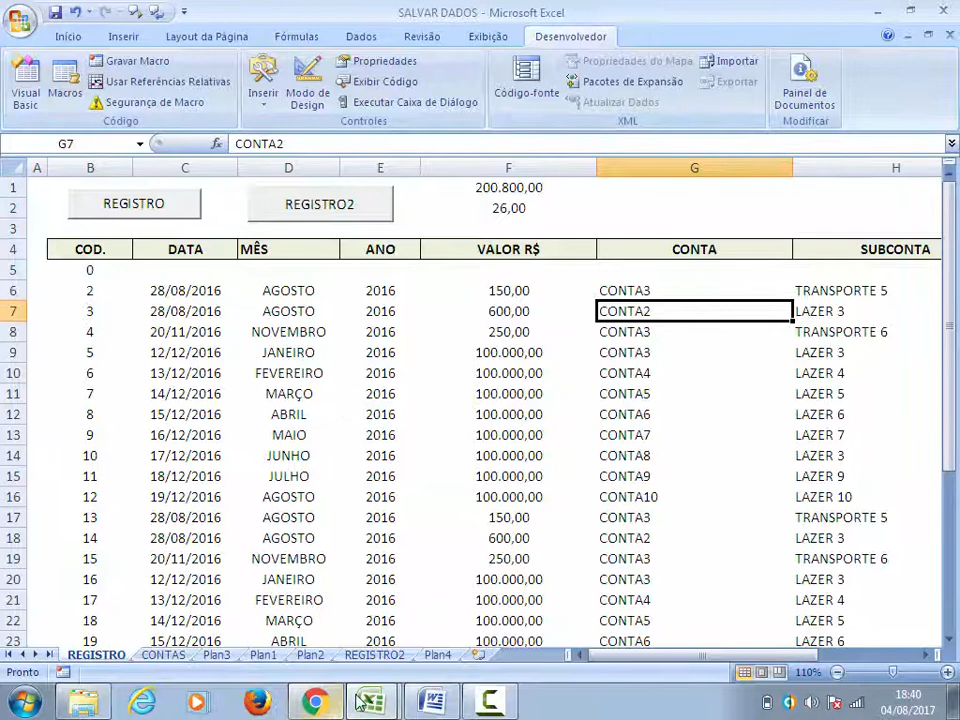 SALVAR DADOS - Microsoft Excel
Início Inserir Layout da Página Fórmulas Dados Revisão Exibição Desenvolvedor
Visual Basic
Macros
Gravar Macro
Usar Referências Relativas
Segurança de Macro
Código
Inserir
Modo de Design
Propriedades
Exibir Código
Executar Caixa de Diálogo
Controles
Código-fonte
Propriedades do Mapa
Pacotes de Expansão
Atualizar Dados
Importar
Exportar
XML
Painel de Documentos
Modificar
G7 fx CONTA2
A B C D E F G H
1 200.800,00
REGISTRO REGISTRO2
2 26,00
3
4 COD. DATA MÊS ANO VALOR R$ CONTA SUBCONTA
5 0
6 2 28/08/2016 AGOSTO 2016 150,00 CONTA3 TRANSPORTE 5
7 3 28/08/2016 AGOSTO 2016 600,00 CONTA2 LAZER 3
8 4 20/11/2016 NOVEMBRO 2016 250,00 CONTA3 TRANSPORTE 6
9 5 12/12/2016 JANEIRO 2016 100.000,00 CONTA3 LAZER 3
10 6 13/12/2016 FEVEREIRO 2016 100.000,00 CONTA4 LAZER 4
11 7 14/12/2016 MARÇO 2016 100.000,00 CONTA5 LAZER 5
12 8 15/12/2016 ABRIL 2016 100.000,00 CONTA6 LAZER 6
13 9 16/12/2016 MAIO 2016 100.000,00 CONTA7 LAZER 7
14 10 17/12/2016 JUNHO 2016 100.000,00 CONTA8 LAZER 3
15 11 18/12/2016 JULHO 2016 100.000,00 CONTA9 LAZER 9
16 12 19/12/2016 AGOSTO 2016 100.000,00 CONTA10 LAZER 10
17 13 28/08/2016 AGOSTO 2016 150,00 CONTA3 TRANSPORTE 5
18 14 28/08/2016 AGOSTO 2016 600,00 CONTA2 LAZER 3
19 15 20/11/2016 NOVEMBRO 2016 250,00 CONTA3 TRANSPORTE 6
20 16 12/12/2016 JANEIRO 2016 100.000,00 CONTA3 LAZER 3
21 17 13/12/2016 FEVEREIRO 2016 100.000,00 CONTA4 LAZER 4
22 18 14/12/2016 MARÇO 2016 100.000,00 CONTA5 LAZER 5
23 19 15/12/2016 ABRIL 2016 100.000,00 CONTA6 LAZER 6
REGISTRO CONTAS Plan3 Plan1 Plan2 REGISTRO2 Plan4
Pronto 110%
18:40
04/08/2017